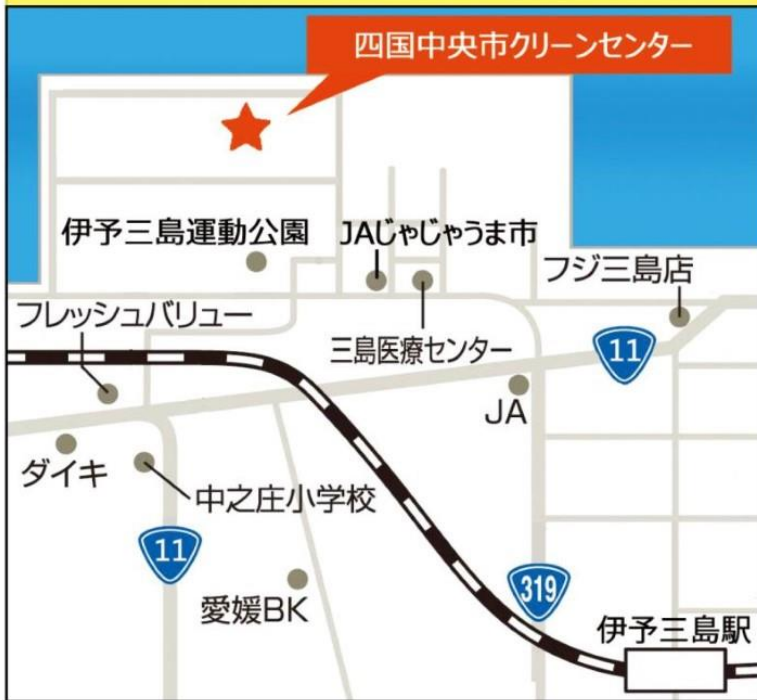 四国中央市クリーンセンター
伊予三島運動公園
JAじゃじゃうま市
フジ三島店
フレッシュバリュー
三島医療センター
11
JA
ダイキ
中之庄小学校
11
愛媛BK
319
伊予三島駅